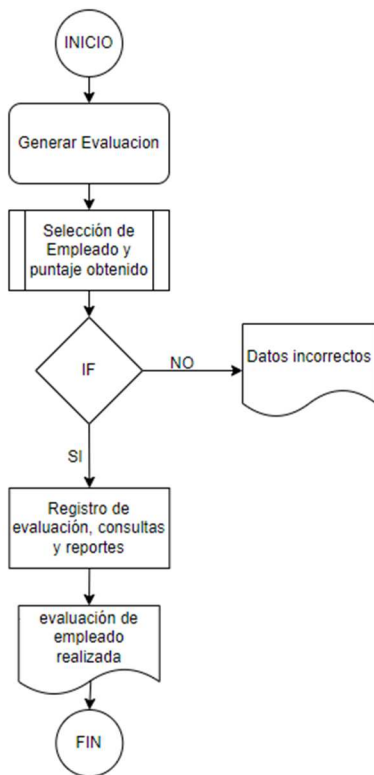 INICIO
Generar Evaluacion
Selección de
Empleado y
puntaje obtenido
IF
NO
Datos incorrectos
SI
Registro de
evaluación, consultas
y reportes
evaluación de
empleado
realizada
FIN